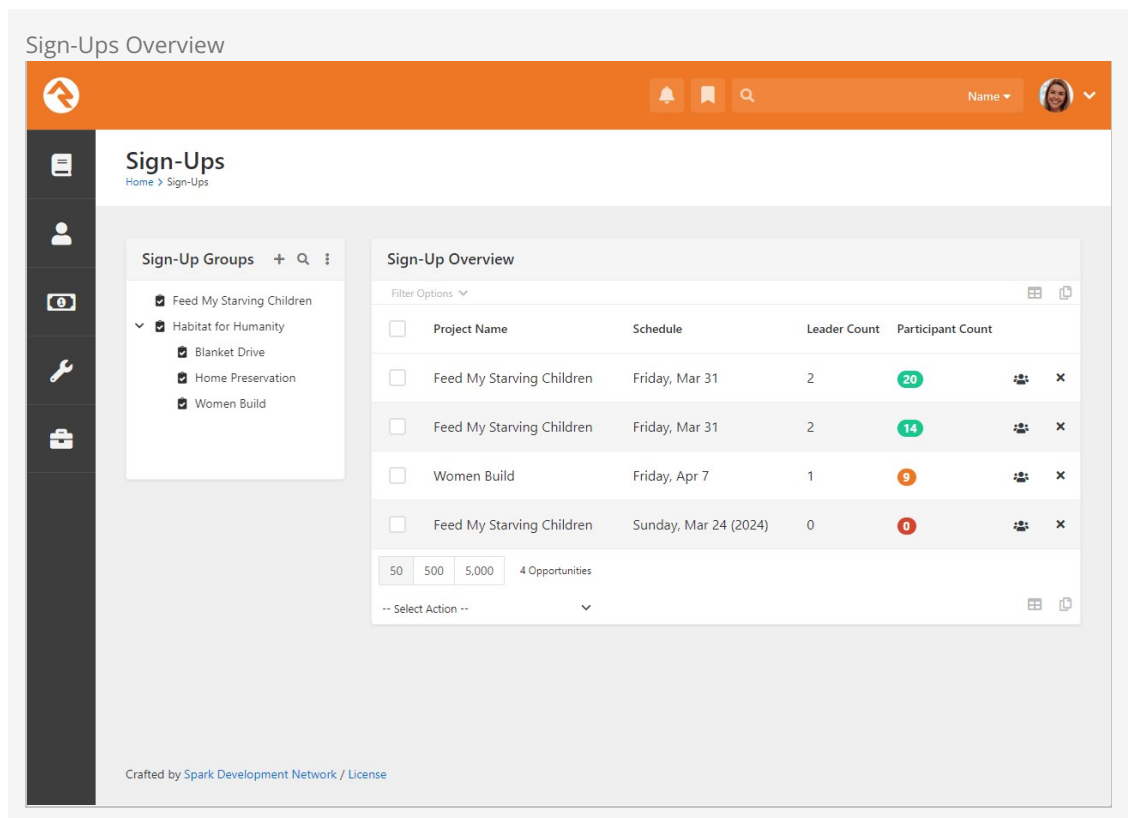 Sign-Ups Overview
Name
Sign-Ups
Home > Sign-Ups
Sign-Up Groups
Feed My Starving Children
Habitat for Humanity
Blanket Drive
Home Preservation
Women Build
Sign-Up Overview
Filter Options
Project Name Schedule Leader Count Participant Count
Feed My Starving Children Friday, Mar 31 2 20
Feed My Starving Children Friday, Mar 31 2 14
Women Build Friday, Apr 7 1 9
Feed My Starving Children Sunday, Mar 24 (2024) 0 0
50 500 5,000 4 Opportunities
-- Select Action --
Crafted by Spark Development Network / License